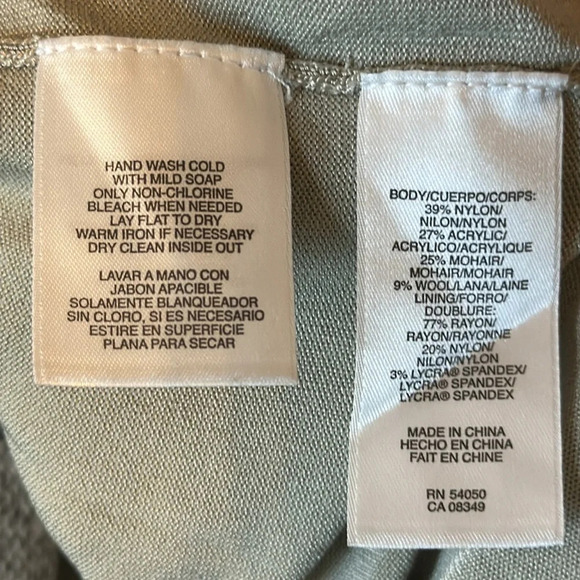 HAND WASH COLD
WITH MILD SOAP
ONLY NON-CHLORINE
BLEACH WHEN NEEDED
LAY FLAT TO DRY
WARM IRON IF NECESSARY
DRY CLEAN INSIDE OUT
LAVAR A MANO CON
JABON APACIBLE
SOLAMENTE BLANQUEADOR
SIN CLORO, SI ES NECESARIO
ESTIRE EN SUPERFICIE
PLANA PARA SECAR
BODY/CUERPO/CORPS:
39% NYLON/
NILON/NYLON
27% ACRYLIC/
ACRYLICO/ACRYLIQUE
25% MOHAIR/
MOHAIR/MOHAIR
9% WOOL/LANA/LAINE
LINING/FORRO/
DOUBLURE:
77% RAYON/
RAYON/RAYONNE
20% NYLON/
NILON/NYLON
3% LYCRA® SPANDEX/
LYCRA® SPANDEX/
LYCRA® SPANDEX
MADE IN CHINA
HECHO EN CHINA
FAIT EN CHINE
RN 54050
CA 08349